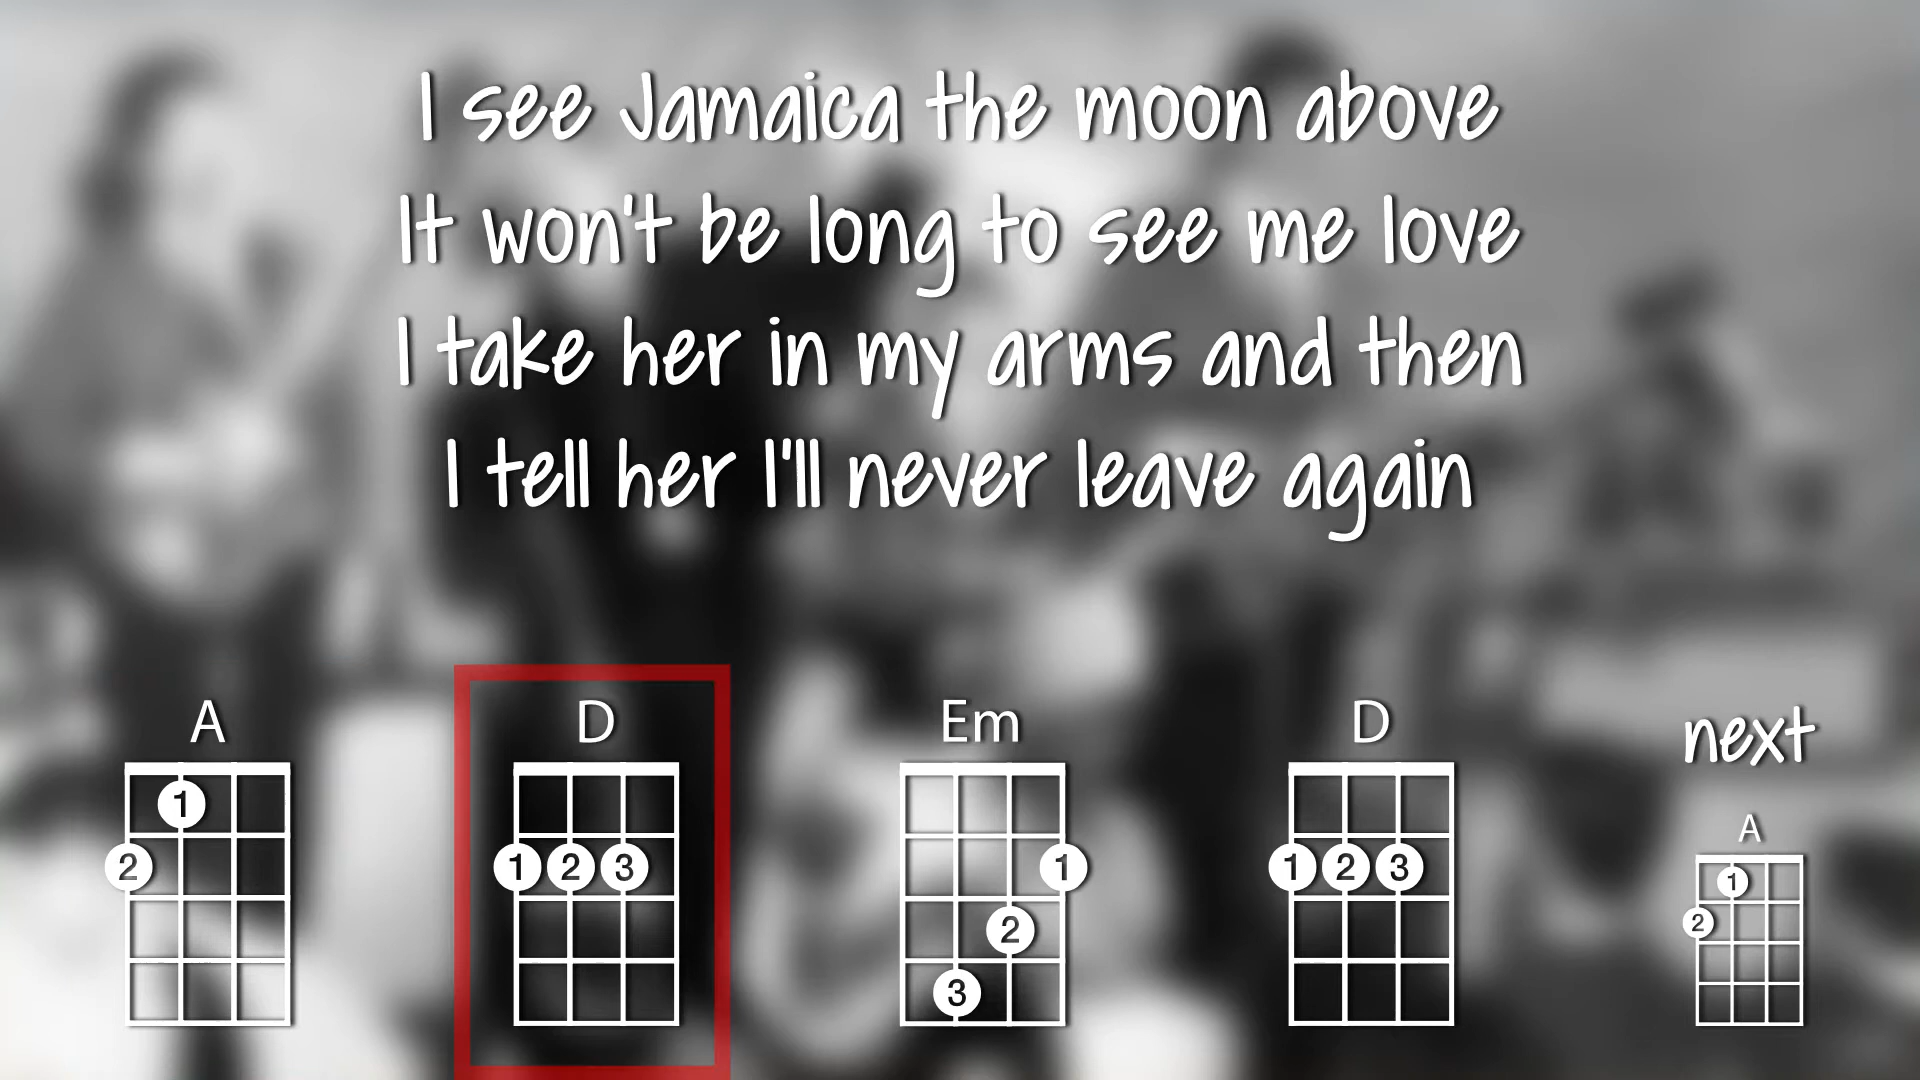 I see Jamaica the moon above
It won't be long to see me love
I take her in my arms and then
I tell her I'll never leave again
A D Em D next
A
1 1
2 1 2 3 1 1 2 3 2
2
3